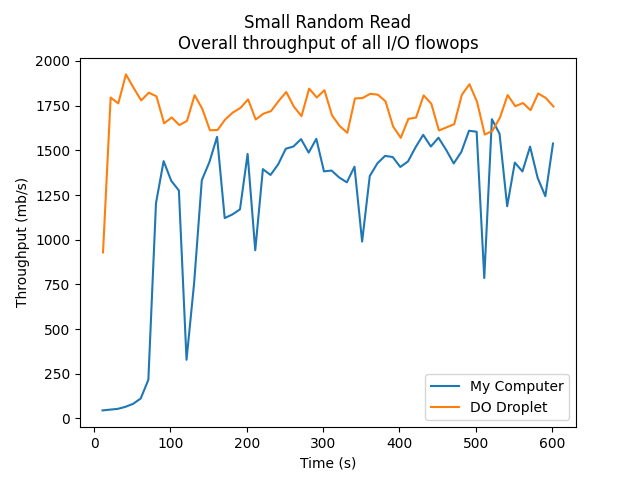 Small Random Read
Overall throughput of all I/O flowops
Throughput (mb/s)
2000
1750
1500
1250
1000
750
500
250
0
My Computer
DO Droplet
0 100 200 300 400 500 600
Time (s)